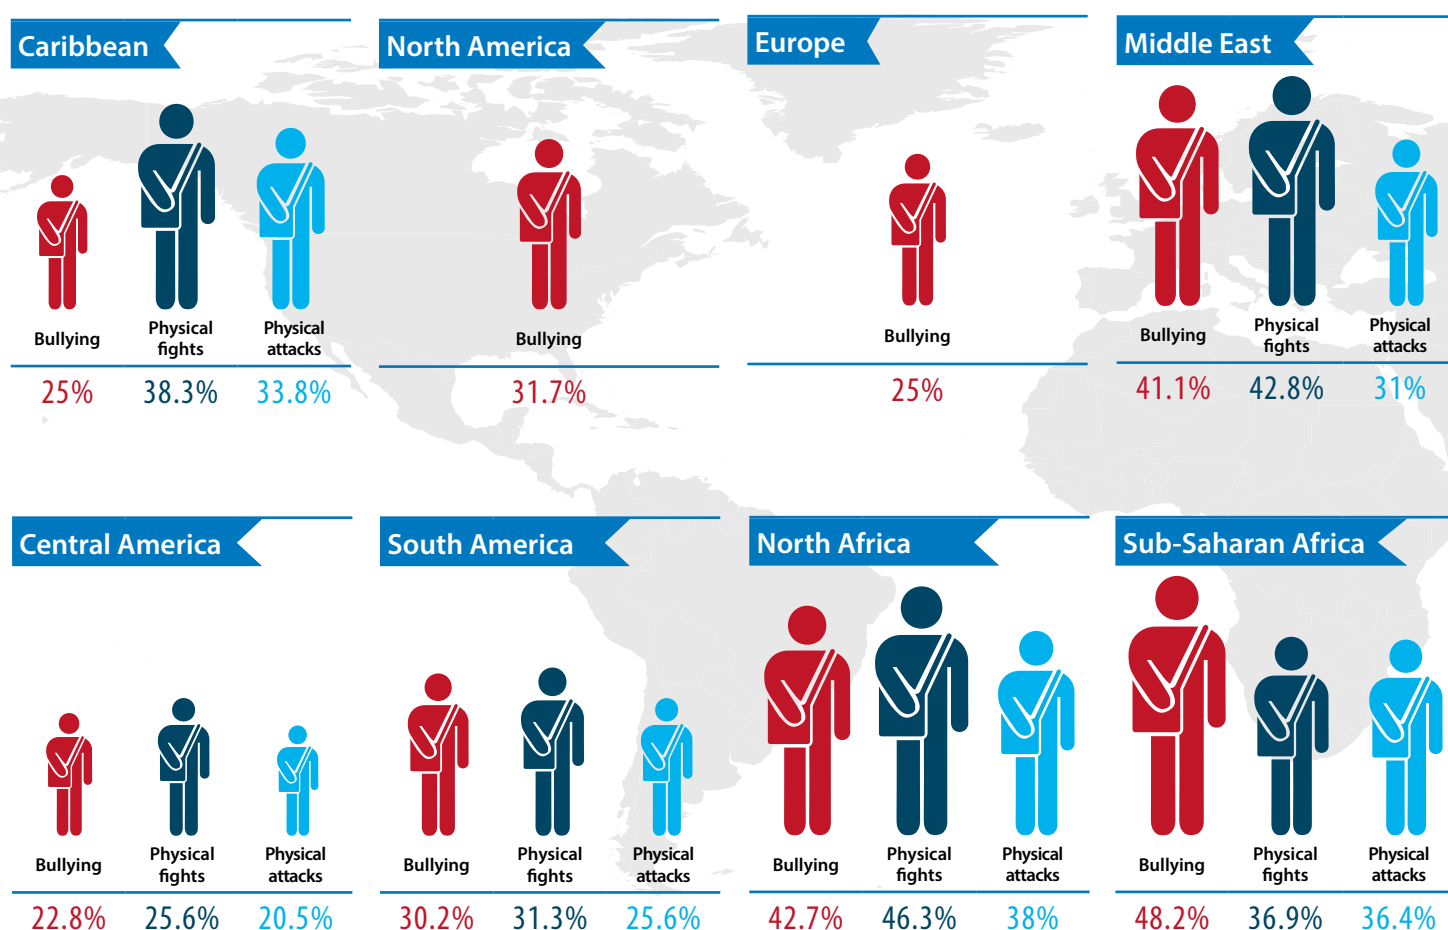 Caribbean
Bullying
Physical
fights
Physical
attacks
25%
38.3%
33.8%
North America
Bullying
31.7%
Europe
Bullying
25%
Middle East
Bullying
Physical
fights
Physical
attacks
41.1%
42.8%
31%
Central America
Bullying
Physical
fights
Physical
attacks
22.8%
25.6%
20.5%
South America
Bullying
Physical
fights
Physical
attacks
30.2%
31.3%
25.6%
North Africa
Bullying
Physical
fights
Physical
attacks
42.7%
46.3%
38%
Sub-Saharan Africa
Bullying
Physical
fights
Physical
attacks
48.2%
36.9%
36.4%